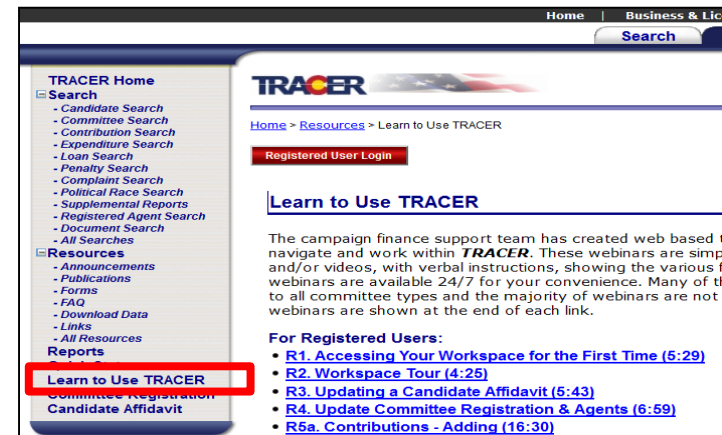 Home | Business & Lic
Search
TRACER Home
Search
- Candidate Search
- Committee Search
- Contribution Search
- Expenditure Search
- Loan Search
- Penalty Search
- Complaint Search
- Political Race Search
- Supplemental Reports
- Registered Agent Search
- Document Search
- All Searches
Resources
- Announcements
- Publications
- Forms
- FAQ
- Download Data
- Links
- All Resources
Reports
Learn to Use TRACER
Committee Registration
Candidate Affidavit
TRACER
Home > Resources > Learn to Use TRACER
Registered User Login
Learn to Use TRACER
The campaign finance support team has created web based
navigate and work within TRACER. These webinars are simp
and/or videos, with verbal instructions, showing the various
webinars are available 24/7 for your convenience. Many of
to all committee types and the majority of webinars are not
webinars are shown at the end of each link.
For Registered Users:
• R1. Accessing Your Workspace for the First Time (5:29)
• R2. Workspace Tour (4:25)
• R3. Updating a Candidate Affidavit (5:43)
• R4. Update Committee Registration & Agents (6:59)
• R5a. Contributions - Adding (16:30)